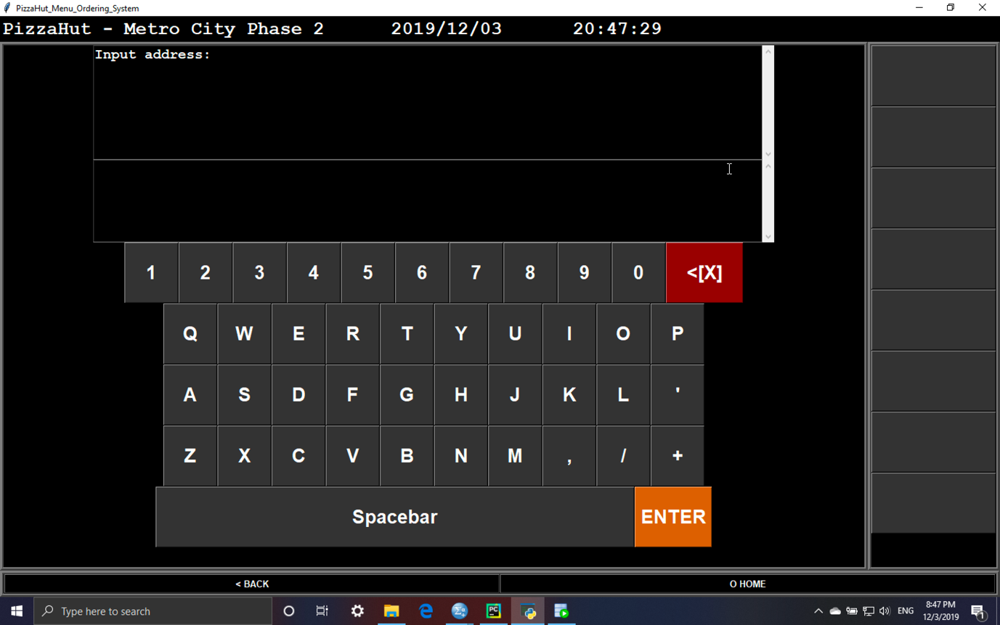 PizzaHut_Menu_Ordering_System
PizzaHut - Metro City Phase 2 2019/12/03 20:47:29
Input address:
1 2 3 4 5 6 7 8 9 0 <[X]
Q W E R T Y U I O P
A S D F G H J K L '
Z X C V B N M , / +
Spacebar ENTER
< BACK O HOME
Type here to search
PC
ENG
8:47 PM
12/3/2019
1